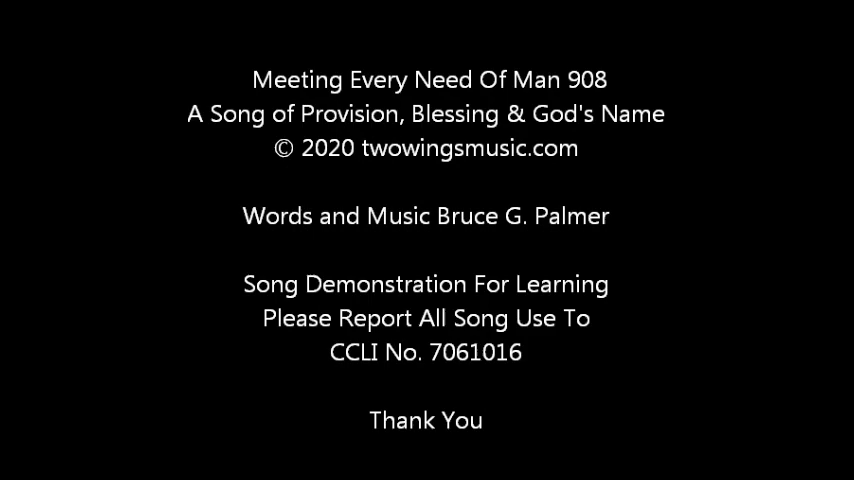 Meeting Every Need Of Man 908
A Song of Provision, Blessing & God's Name
© 2020 twowingsmusic.com
Words and Music Bruce G. Palmer
Song Demonstration For Learning
Please Report All Song Use To
CCLI No. 7061016
Thank You